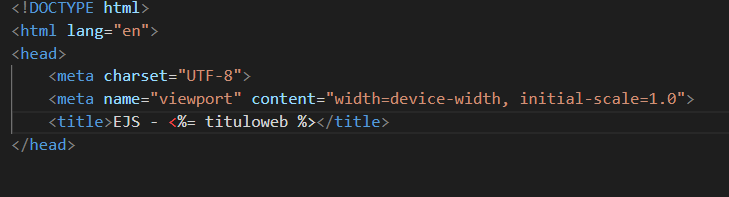 <!DOCTYPE html>
<html lang="en">
<head>
    <meta charset="UTF-8">
    <meta name="viewport" content="width=device-width, initial-scale=1.0">
    <title>EJS - <%= tituloweb %></title>
</head>